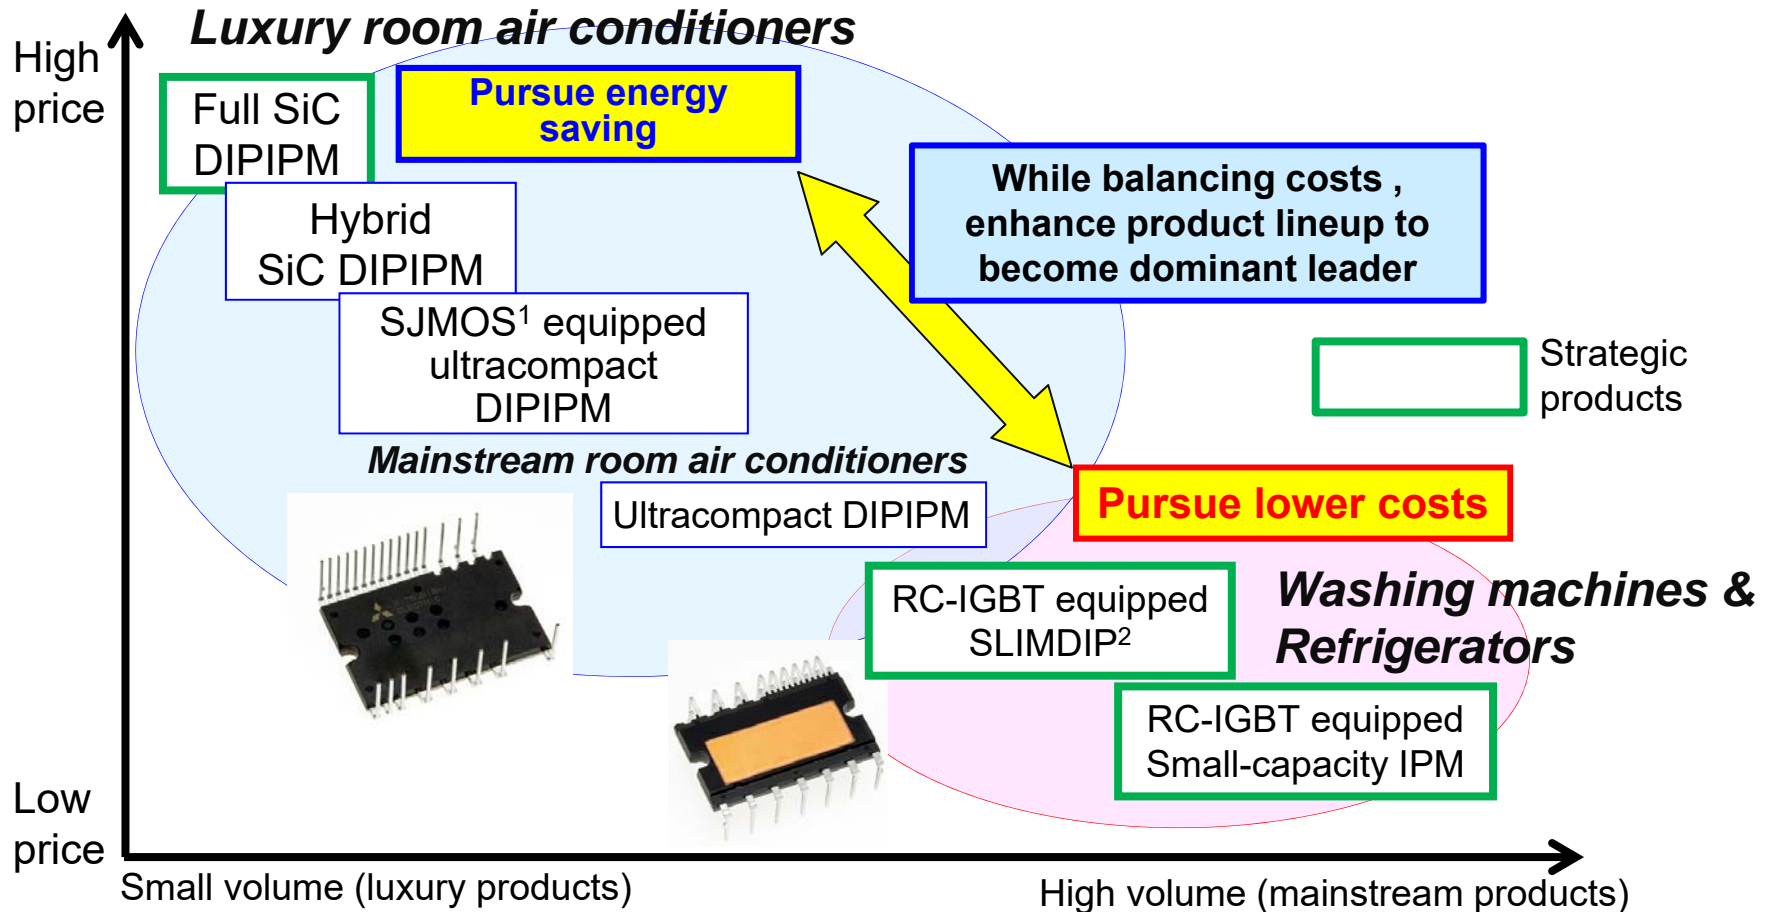 Luxury room air conditioners
High
price
Full SiC
DIPIPM
Pursue energy
saving
Hybrid
SiC DIPIPM
While balancing costs ,
enhance product lineup to
become dominant leader
SJMOS¹ equipped
ultracompact
DIPIPM
Strategic
products
Mainstream room air conditioners
Ultracompact DIPIPM
Pursue lower costs
RC-IGBT equipped
SLIMDIP²
Washing machines &
Refrigerators
RC-IGBT equipped
Small-capacity IPM
Low
price
Small volume (luxury products)
High volume (mainstream products)